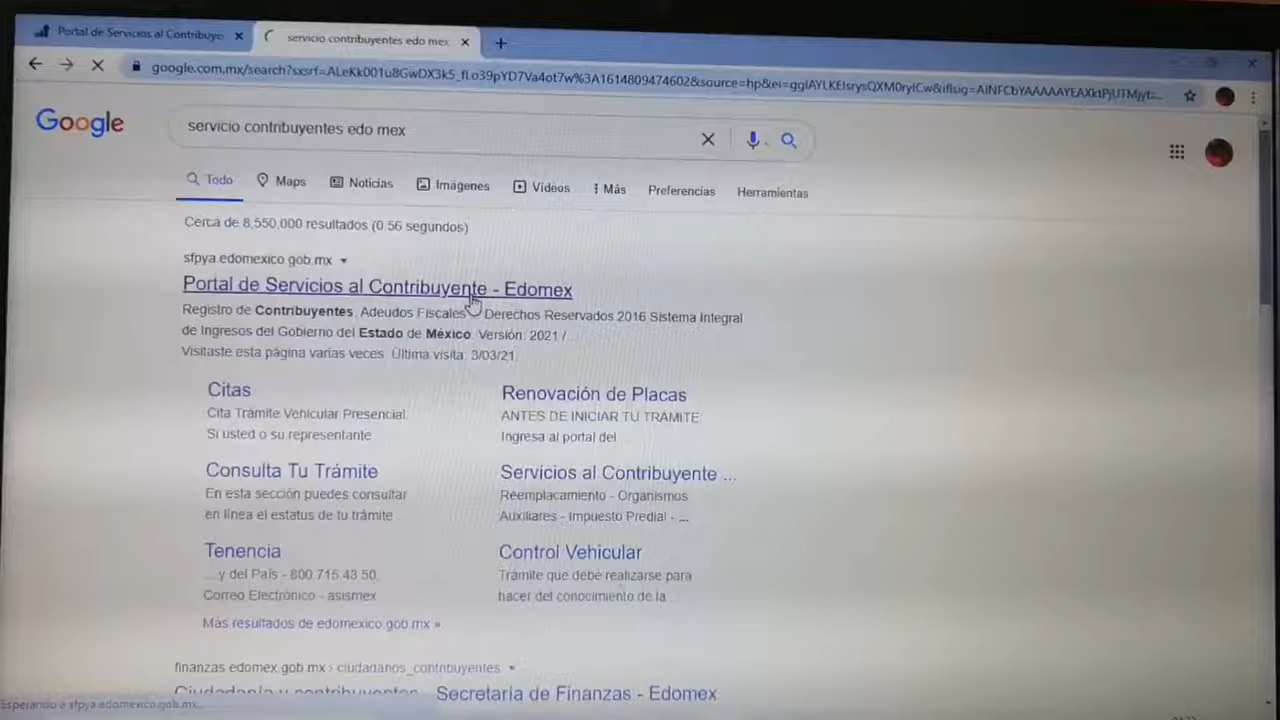 Portal de Servicios al Contribuye
servicio contribuyentes edo mex
Google
servicio contribuyentes edo mex
Todo
Maps
Noticias
Imágenes
Videos
Más
Preferencias
Herramientas
Cerca de 8,550,000 resultados (0.56 segundos)
sfpya.edomexico.gob.mx
Portal de Servicios al Contribuyente - Edomex
Registro de Contribuyentes. Adeudos Fiscales. Derechos Reservados 2016 Sistema Integral
de Ingresos del Gobierno del Estado de México. Versión: 2021 /
Visitaste esta página varias veces. Última visita: 3/03/21
Citas
Cita Trámite Vehicular Presencial.
Si usted o su representante
Renovación de Placas
ANTES DE INICIAR TU TRÁMITE
Ingresa al portal del
Consulta Tu Trámite
En esta sección puedes consultar
en línea el estatus de tu trámite
Servicios al Contribuyente ...
Reemplacamiento - Organismos
Auxiliares - Impuesto Predial - ...
Tenencia
... y del País - 800 715 43 50.
Correo Electrónico - asismex
Control Vehicular
Trámite que debe realizarse para
hacer del conocimiento de la
Más resultados de edomexico.gob.mx »
finanzas.edomex.gob.mx › ciudadanos_contribuyentes
Ciudadanía y contribuyentes Secretaría de Finanzas - Edomex
Esperando a sfpya.edomexico.gob.mx...